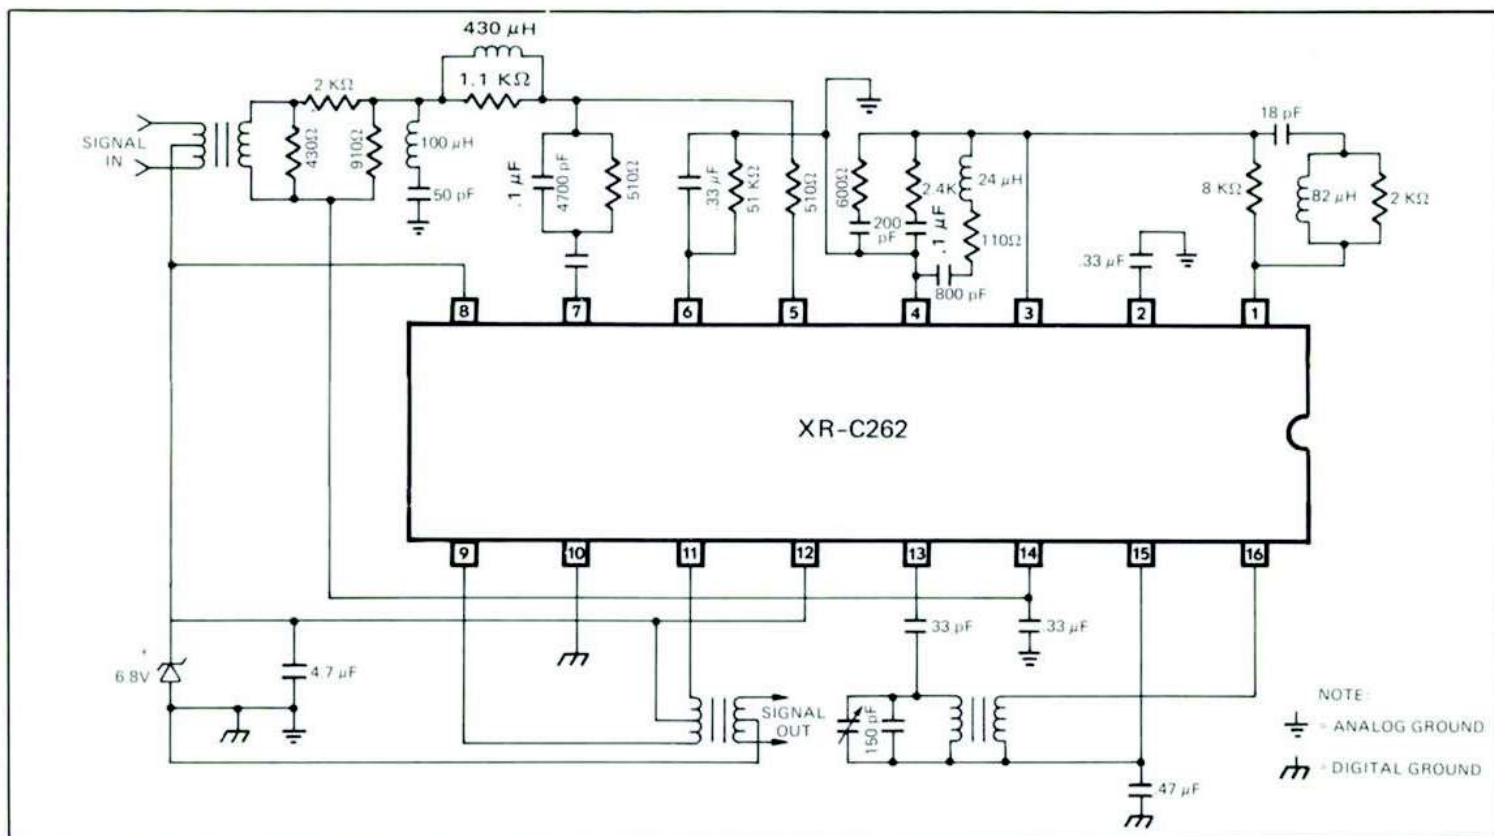 430 µH
1.1 KΩ
2 KΩ
18 pF
SIGNAL
IN
430Ω
910Ω
100 µH
50 pF
.1 µF
4700 pF
510Ω
.33 µF
51 KΩ
510Ω
600Ω
200
pF
2.4K
.1 µF
24 µH
110Ω
800 pF
.33 µF
8 KΩ
82 µH
2 KΩ
8
7
6
5
4
3
2
1
XR-C262
9
10
11
12
13
14
15
16
33 pF
.33 µF
+
6.8V
4.7 µF
SIGNAL
OUT
150 pF
47 µF
NOTE:
= ANALOG GROUND
= DIGITAL GROUND